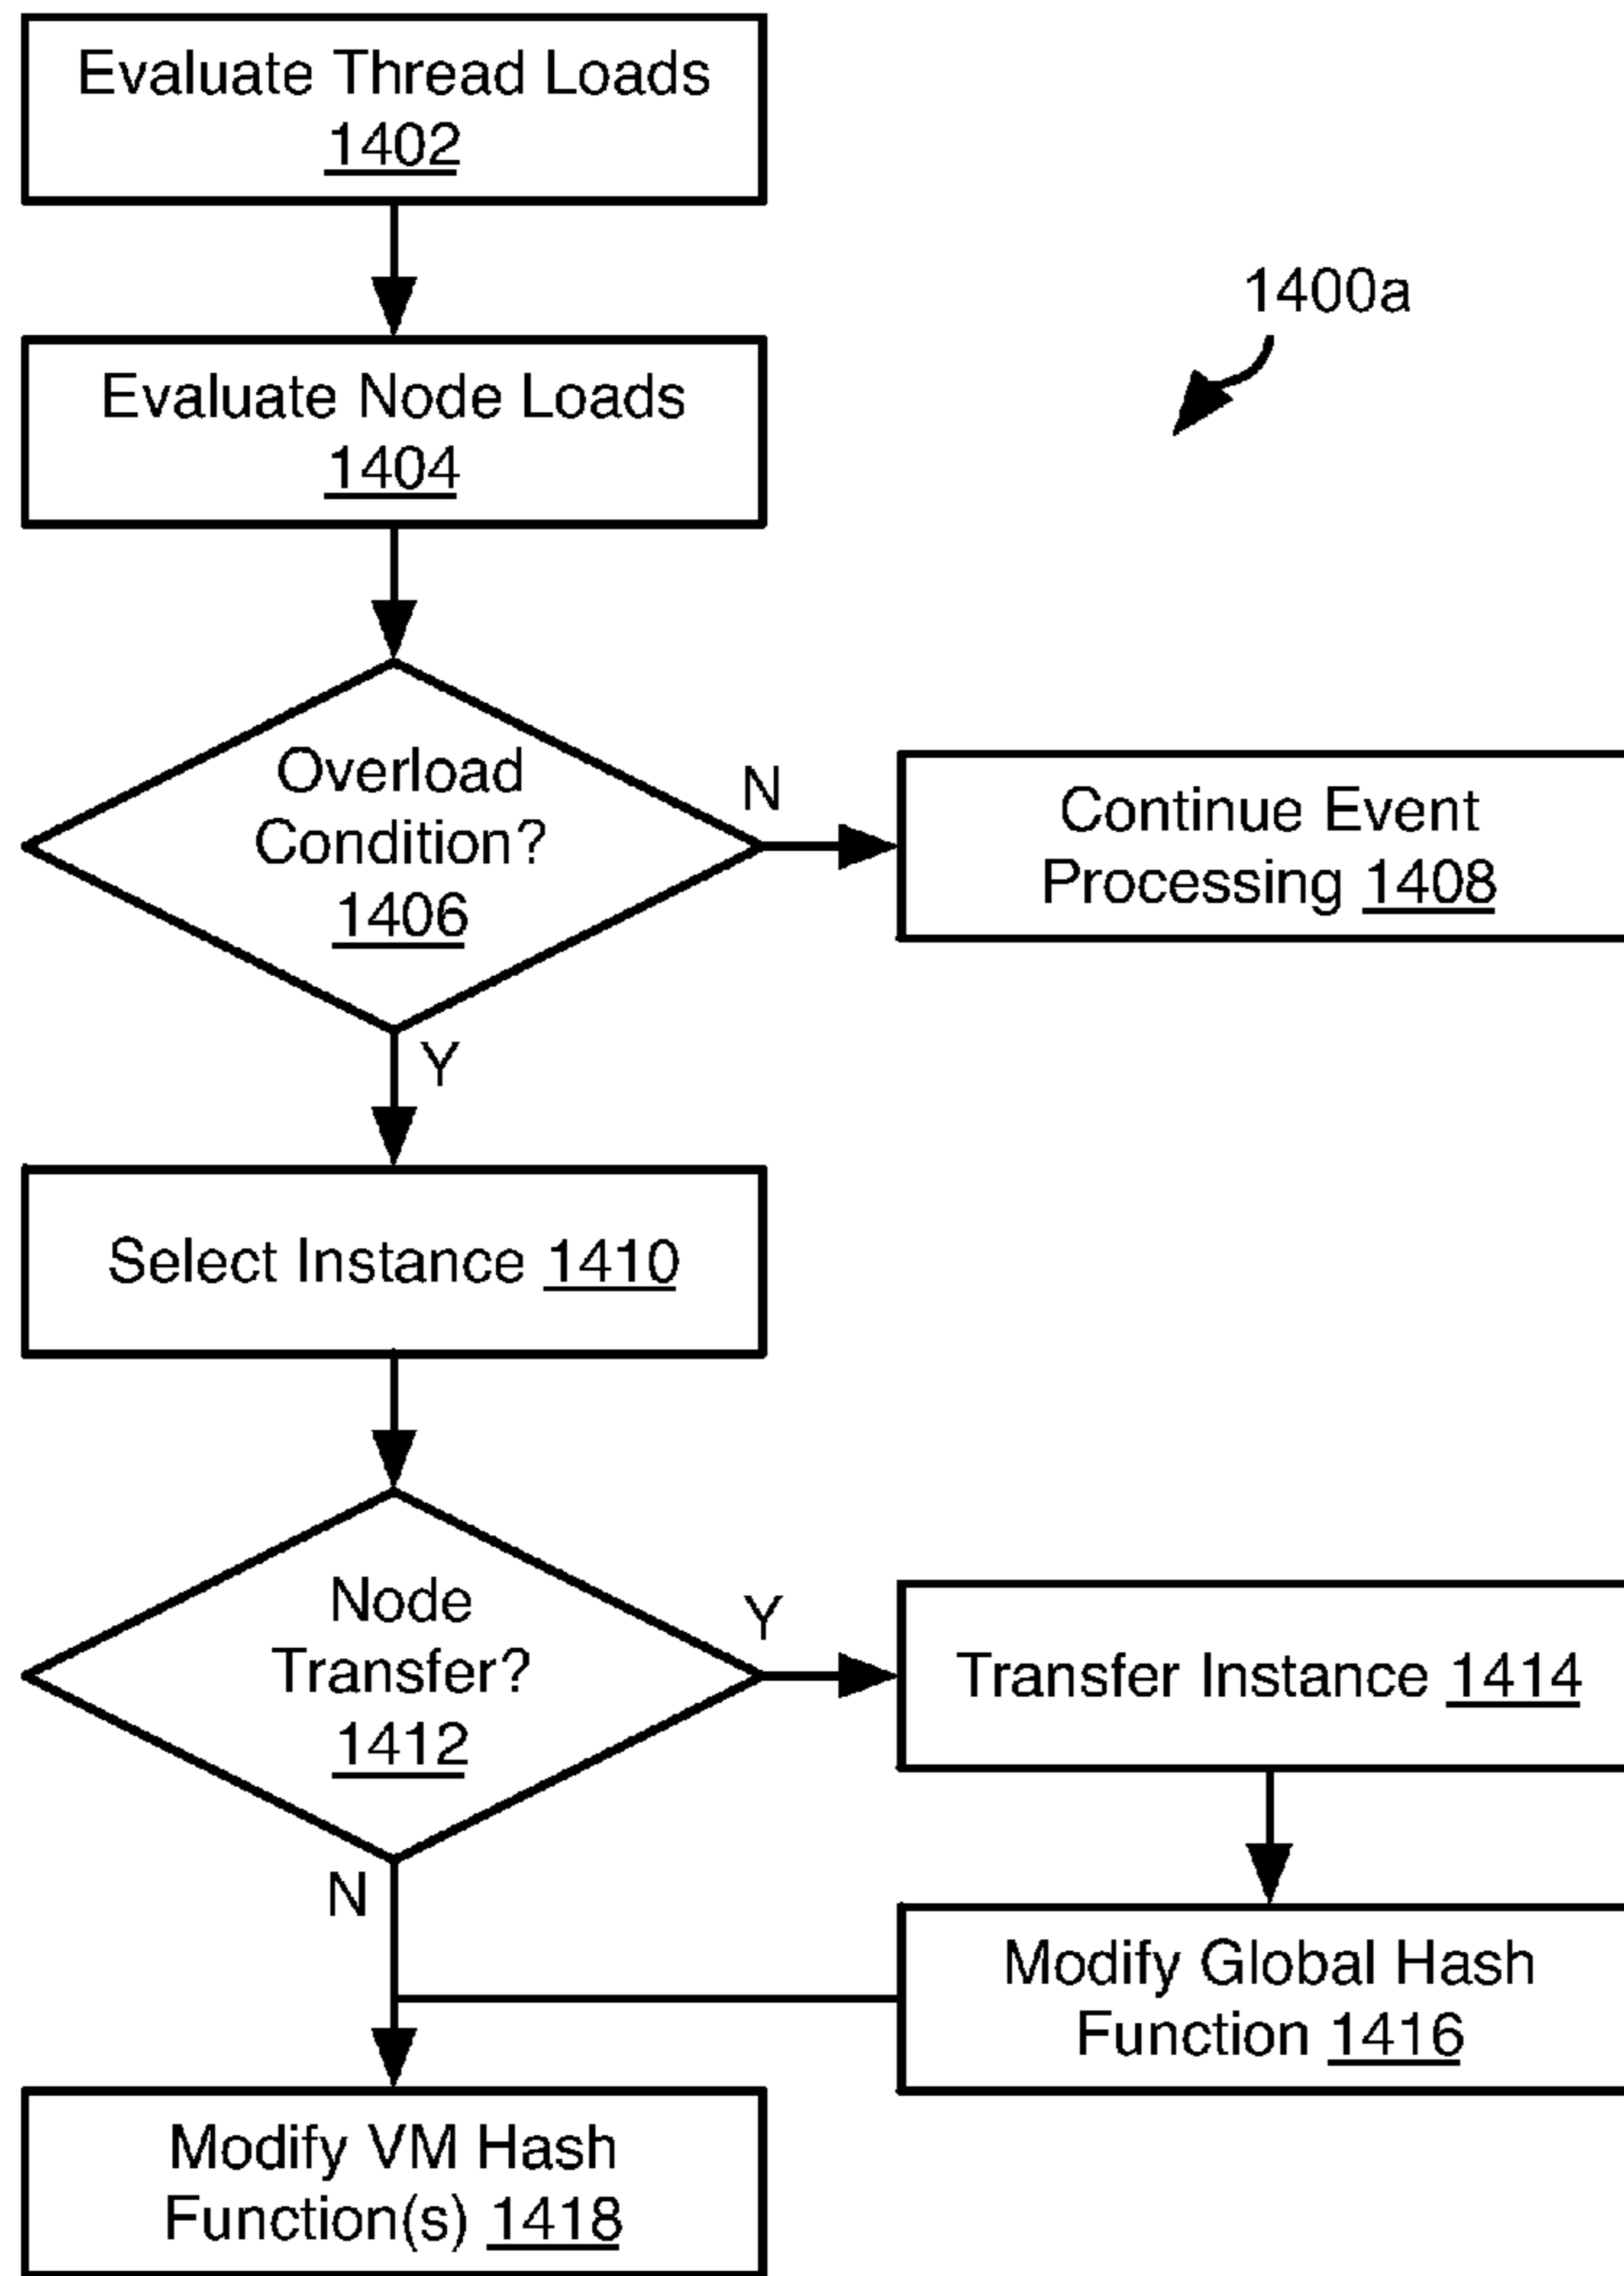 Evaluate Thread Loads
1402
1400a
Evaluate Node Loads
1404
Overload
Condition?
1406
N
Continue Event
Processing 1408
Y
Select Instance 1410
Node
Transfer?
1412
Y
Transfer Instance 1414
N
Modify Global Hash
Function 1416
Modify VM Hash
Function(s) 1418